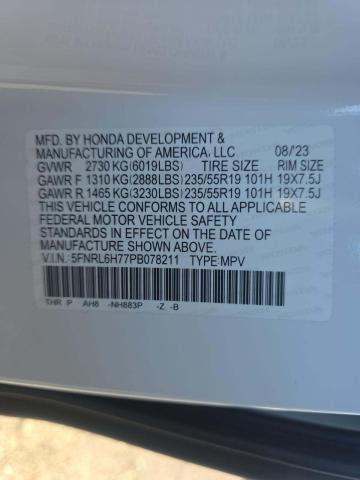 MFD. BY HONDA DEVELOPMENT &
MANUFACTURING OF AMERICA, LLC 08/23
GVWR 2730 KG(6019LBS) TIRE SIZE RIM SIZE
GAWR F 1310 KG(2888LBS) 235/55R19 101H 19X7.5J
GAWR R 1465 KG(3230LBS) 235/55R19 101H 19X7.5J
THIS VEHICLE CONFORMS TO ALL APPLICABLE
FEDERAL MOTOR VEHICLE SAFETY
STANDARDS IN EFFECT ON THE DATE OF
MANUFACTURE SHOWN ABOVE.
V.I.N.: 5FNRL6H77PB078211 TYPE:MPV
THR P AH8 -NH883P -Z -B